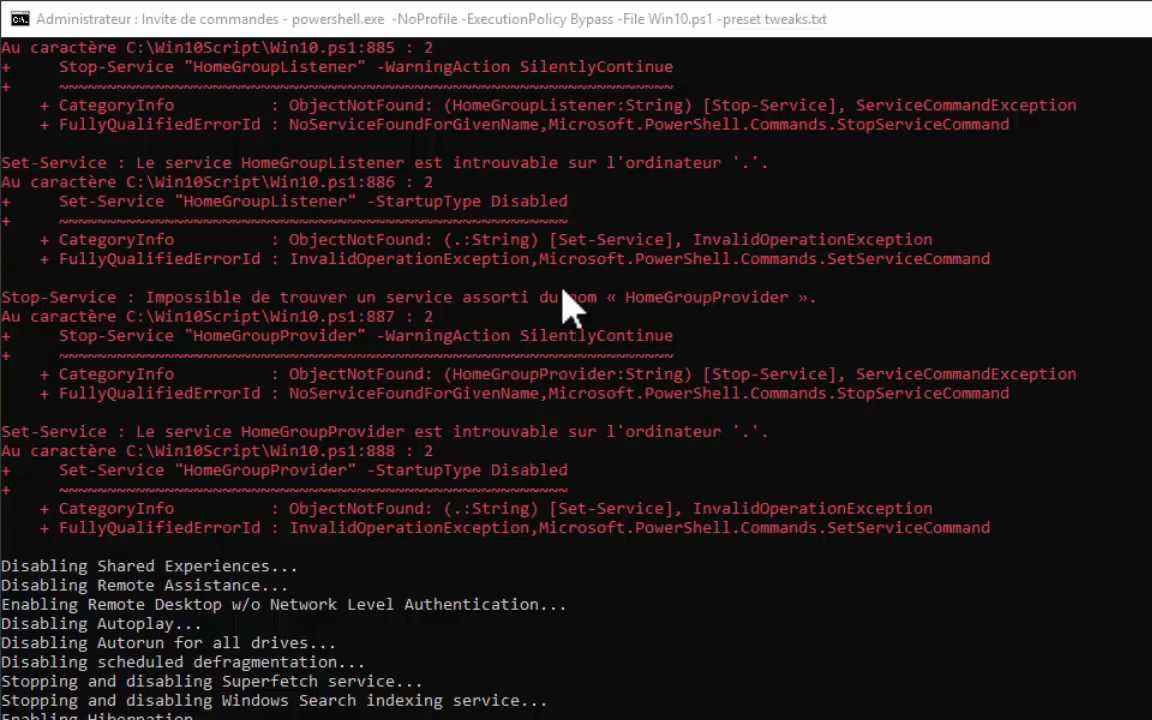 Administrateur : Invite de commandes - powershell.exe -NoProfile -ExecutionPolicy Bypass -File Win10.ps1 -preset tweaks.txt
Au caractère C:\Win10Script\Win10.ps1:885 : 2
+     Stop-Service "HomeGroupListener" -WarningAction SilentlyContinue
+     ~~~~~~~~~~~~~~~~~~~~~~~~~~~~~~~~~~~~~~~~~~~~~~~~~~~~~~~~~~~~~~~~
    + CategoryInfo          : ObjectNotFound: (HomeGroupListener:String) [Stop-Service], ServiceCommandException
    + FullyQualifiedErrorId : NoServiceFoundForGivenName,Microsoft.PowerShell.Commands.StopServiceCommand
Set-Service : Le service HomeGroupListener est introuvable sur l'ordinateur '.'.
Au caractère C:\Win10Script\Win10.ps1:886 : 2
+     Set-Service "HomeGroupListener" -StartupType Disabled
+     ~~~~~~~~~~~~~~~~~~~~~~~~~~~~~~~~~~~~~~~~~~~~~~~~~~~~~
    + CategoryInfo          : ObjectNotFound: (.:String) [Set-Service], InvalidOperationException
    + FullyQualifiedErrorId : InvalidOperationException,Microsoft.PowerShell.Commands.SetServiceCommand
Stop-Service : Impossible de trouver un service assorti du nom « HomeGroupProvider ».
Au caractère C:\Win10Script\Win10.ps1:887 : 2
+     Stop-Service "HomeGroupProvider" -WarningAction SilentlyContinue
+     ~~~~~~~~~~~~~~~~~~~~~~~~~~~~~~~~~~~~~~~~~~~~~~~~~~~~~~~~~~~~~~~~
    + CategoryInfo          : ObjectNotFound: (HomeGroupProvider:String) [Stop-Service], ServiceCommandException
    + FullyQualifiedErrorId : NoServiceFoundForGivenName,Microsoft.PowerShell.Commands.StopServiceCommand
Set-Service : Le service HomeGroupProvider est introuvable sur l'ordinateur '.'.
Au caractère C:\Win10Script\Win10.ps1:888 : 2
+     Set-Service "HomeGroupProvider" -StartupType Disabled
+     ~~~~~~~~~~~~~~~~~~~~~~~~~~~~~~~~~~~~~~~~~~~~~~~~~~~~~
    + CategoryInfo          : ObjectNotFound: (.:String) [Set-Service], InvalidOperationException
    + FullyQualifiedErrorId : InvalidOperationException,Microsoft.PowerShell.Commands.SetServiceCommand
Disabling Shared Experiences...
Disabling Remote Assistance...
Enabling Remote Desktop w/o Network Level Authentication...
Disabling Autoplay...
Disabling Autorun for all drives...
Disabling scheduled defragmentation...
Stopping and disabling Superfetch service...
Stopping and disabling Windows Search indexing service...
Enabling Hibernation